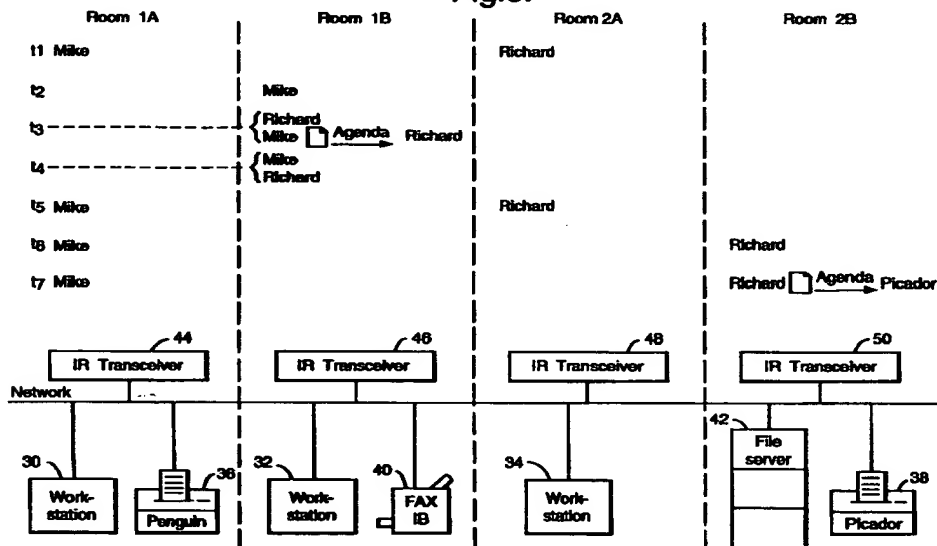 Room 1A Room 1B Room 2A Room 2B
t1 Mike Richard
t2 Mike
t3 Richard
Mike Agenda Richard
t4 Mike
Richard
t5 Mike Richard
t6 Mike Richard
t7 Mike Richard Agenda Picador
44 46 48 50
IR Transceiver IR Transceiver IR Transceiver IR Transceiver
Network
30 36 32 40 34 42 38
Work-station Penguin Work-station FAX IB Work-station File server Picador